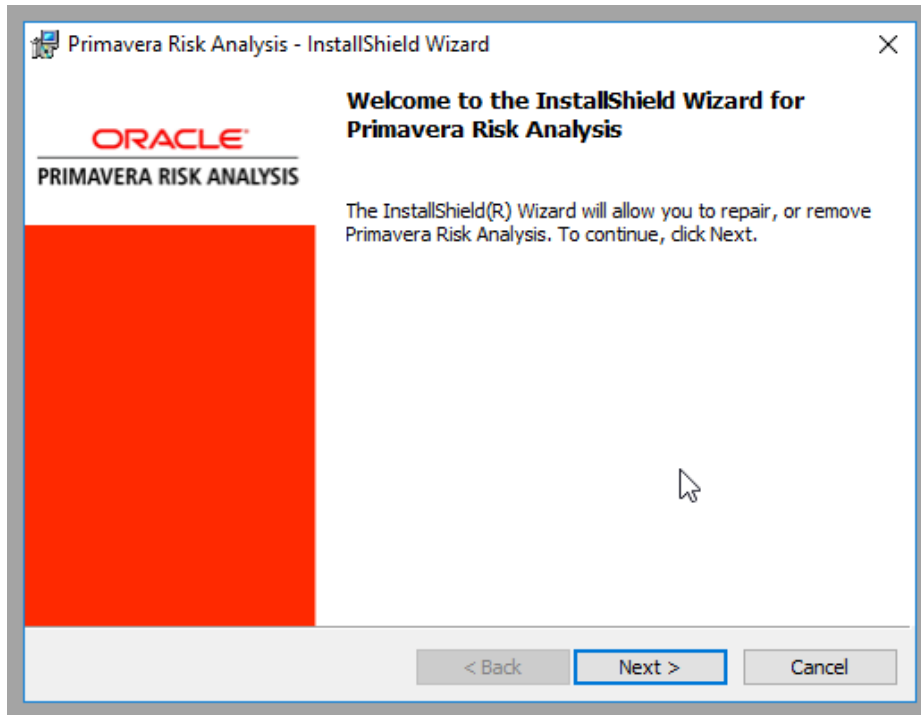 Primavera Risk Analysis - InstallShield Wizard
ORACLE
PRIMAVERA RISK ANALYSIS
Welcome to the InstallShield Wizard for
Primavera Risk Analysis
The InstallShield(R) Wizard will allow you to repair, or remove
Primavera Risk Analysis. To continue, click Next.
< Back
Next >
Cancel